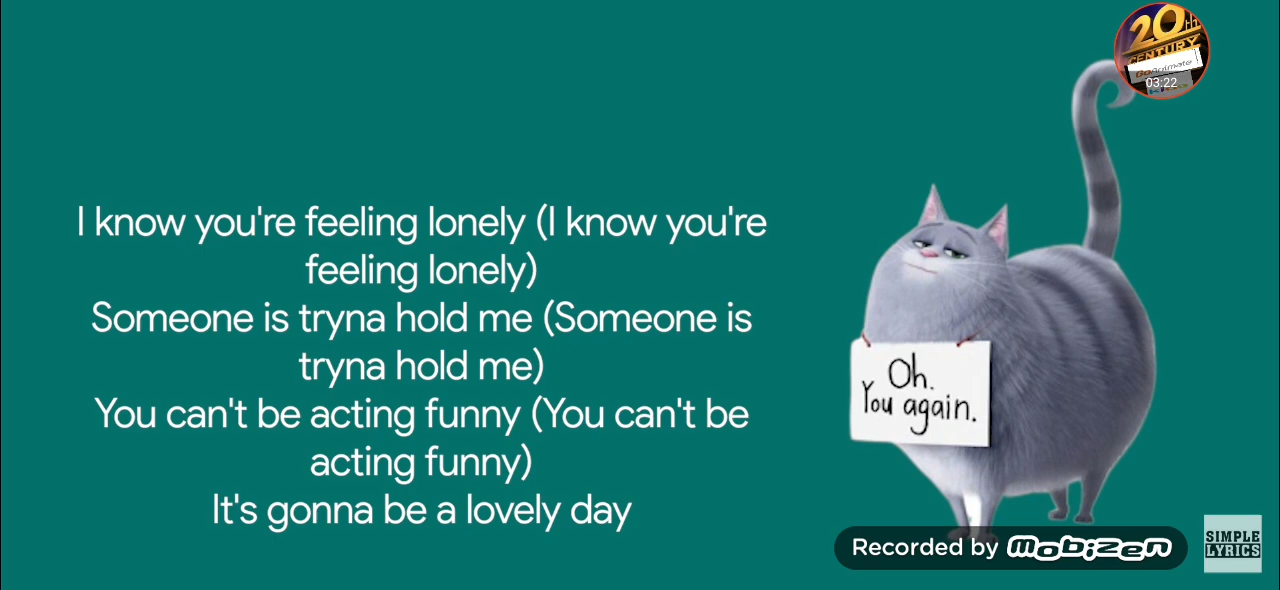 20th
CENTURY
GoAnimate
03:22
I know you're feeling lonely (I know you're
feeling lonely)
Someone is tryna hold me (Someone is
tryna hold me)
You can't be acting funny (You can't be
acting funny)
It's gonna be a lovely day
Oh.
You again.
Recorded by MOBIZEN
SIMPLE
LYRICS